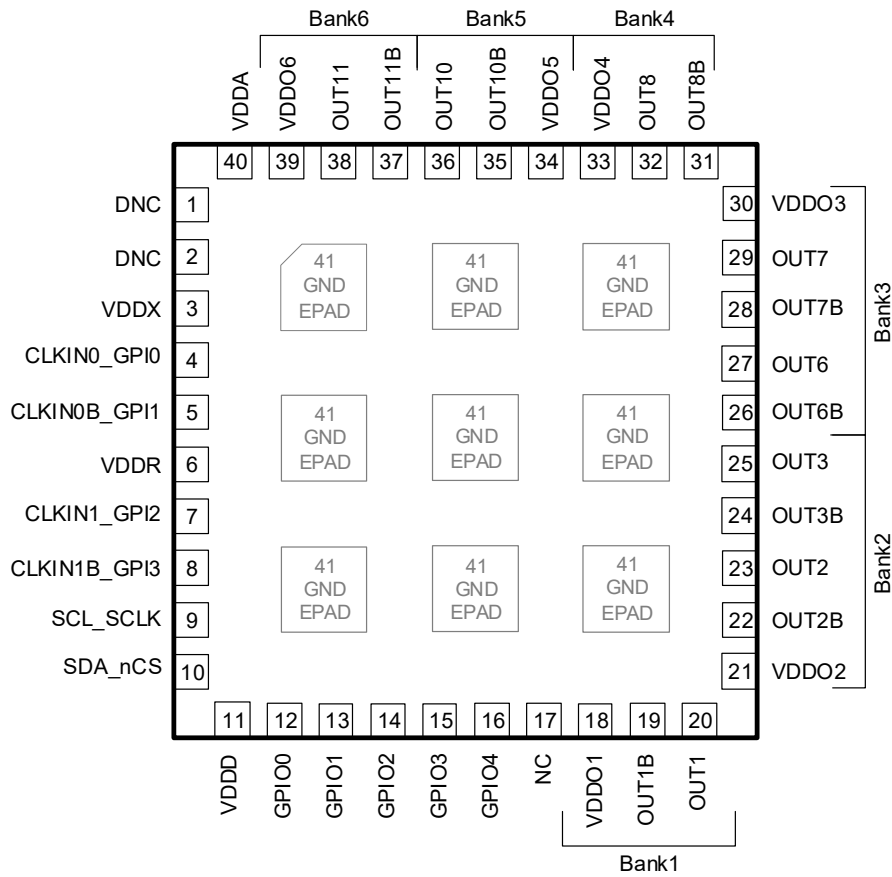 Bank6
Bank5
Bank4
VDDA
VDDO6
OUT11
OUT11B
OUT10
OUT10B
VDDO5
VDDO4
OUT8
OUT8B
40 39 38 37 36 35 34 33 32 31
DNC 1
DNC 2
VDDX 3
CLKIN0_GPI0 4
CLKIN0B_GPI1 5
VDDR 6
CLKIN1_GPI2 7
CLKIN1B_GPI3 8
SCL_SCLK 9
SDA_nCS 10
41
GND
EPAD
41
GND
EPAD
41
GND
EPAD
41
GND
EPAD
41
GND
EPAD
41
GND
EPAD
41
GND
EPAD
41
GND
EPAD
41
GND
EPAD
30 VDDO3
29 OUT7
28 OUT7B
27 OUT6
26 OUT6B
25 OUT3
24 OUT3B
23 OUT2
22 OUT2B
21 VDDO2
Bank3
Bank2
11 12 13 14 15 16 17 18 19 20
VDDD
GPIO0
GPIO1
GPIO2
GPIO3
GPIO4
NC
VDDO1
OUT1B
OUT1
Bank1